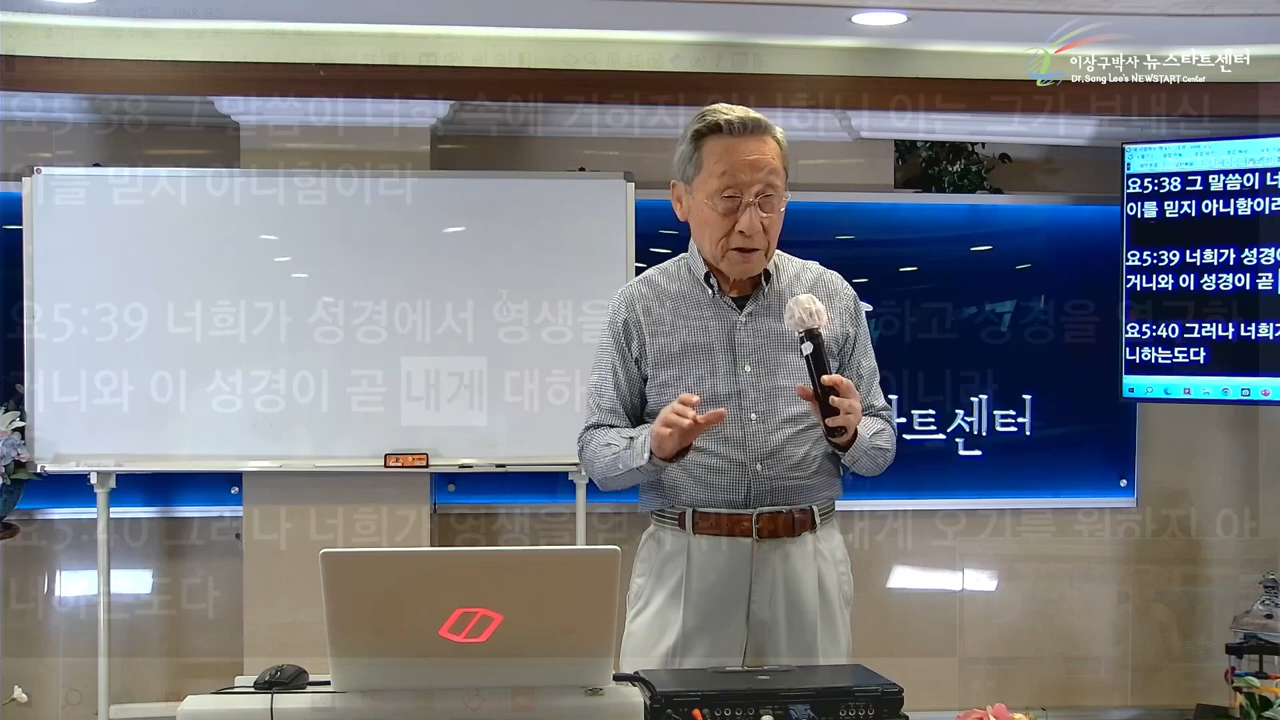 이상구박사 뉴스타트센터
Dr. Sang Lee's NEWSTART Center
요5:38 그 말씀이 너희 속에 거하지 아니하니 이는 그가 보내신
이를 믿지 아니함이라
요5:39 너희가 성경에서 영생을 하고 성경을 연구하
거니와 이 성경이 곧 내게 대하 이니라
요5:40 그러나 너희가 영생을 얻 내게 오기를 원하지 아
니하는도다
요5:38 그 말씀이 너
이를 믿지 아니함이라
요5:39 너희가 성경에
거니와 이 성경이 곧
요5:40 그러나 너희가
니하는도다
타트센터